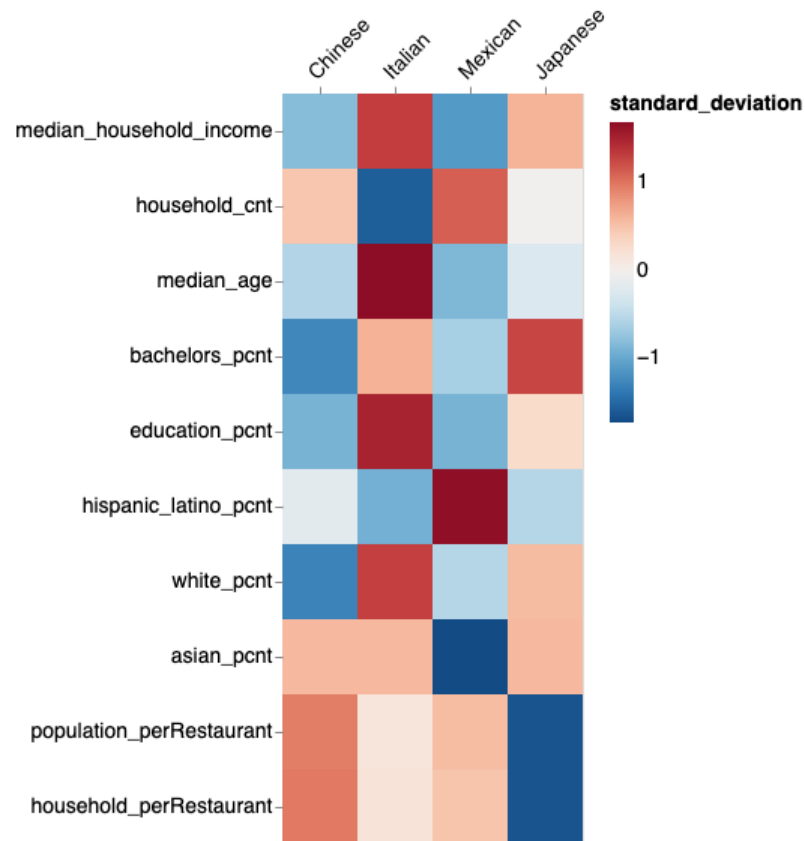 Chinese
Italian
Mexican
Japanese
standard_deviation
median_household_income
household_cnt
median_age
bachelors_pcnt
education_pcnt
hispanic_latino_pcnt
white_pcnt
asian_pcnt
population_perRestaurant
household_perRestaurant
1
0
−1